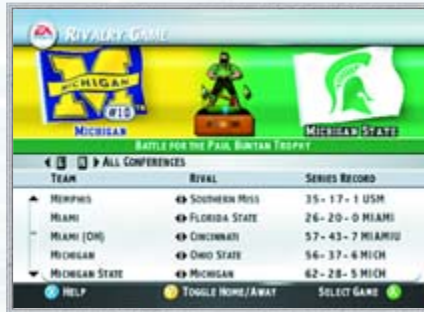 EA
RIVALRY GAME
M
MICHIGAN
#10
TM
MICHIGAN
MICHIGAN STATE
BATTLE FOR THE PAUL BUNYAN TROPHY
ALL CONFERENCES
TEAM RIVAL SERIES RECORD
MEMPHIS SOUTHERN MISS 35 - 17 - 1 USM
MIAMI FLORIDA STATE 26 - 20 - 0 MIAMI
MIAMI (OH) CINCINNATI 57 - 43 - 7 MIAMIU
MICHIGAN OHIO STATE 56 - 37 - 6 MICH
MICHIGAN STATE MICHIGAN 62 - 28 - 5 MICH
X HELP Y TOGGLE HOME/AWAY SELECT GAME A